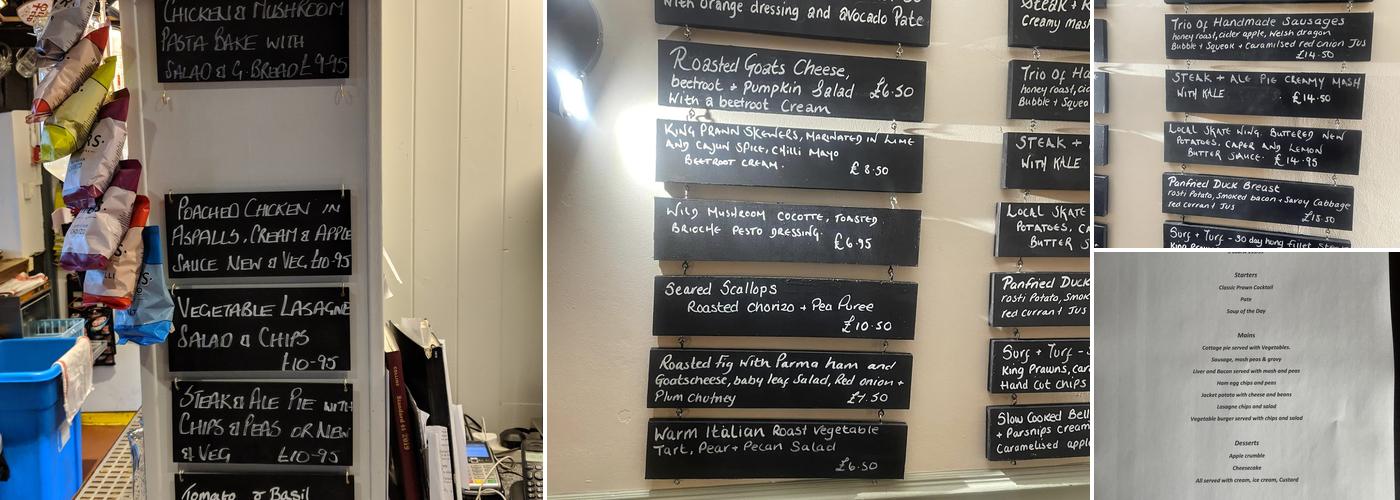 CHICKEN & MUSHROOM
PASTA BAKE WITH
SALAD & G. BREAD £9-95
POACHED CHICKEN IN
ASPALLS, CREAM & APPLE
SAUCE NEW & VEG £10-95
VEGETABLE LASAGNE
SALAD & CHIPS
£10-95
STEAK & ALE PIE WITH
CHIPS & PEAS OR NEW
& VEG £10-95
Tomato & Basil
COLLINS
Standard A4 2019
with orange dressing and avocado Pate
Roasted Goats Cheese,
beetroot + Pumpkin Salad £6.50
With a beetroot Cream
KING PRAWN SKEWERS, MARINATED IN LIME
AND CAJUN SPICE, CHILLI MAYO
BEETROOT CREAM. £8.50
WILD MUSHROOM COCOTTE, TOASTED
BRIOCHE PESTO DRESSING. £6.95
Seared Scallops
Roasted chorizo + Pea Puree
£10.50
Roasted Fig with Parma ham and
Goatscheese, baby leaf Salad, Red onion +
Plum chutney £7.50
Warm Italian Roast vegetable
Tart, Pear + Pecan Salad
£6.50
Steak + K
Creamy mas
Trio of Ha
honey roast, cid
Bubble + Squea
STEAK +
WITH KALE
LOCAL SKATE
POTATOES, CA
BUTTER S
Panfried Duck
rosti Potato, Smok
red currant Jus
Surf + Turf - 3
King Prawns, car
Hand Cut chips
Slow Cooked Bell
+ Parsnips cream
Caramelised apple
Trio of Handmade Sausages
honey roast, cider apple, Welsh dragon
Bubble + Squeak + Caramilsed red onion Jus
£14.50
STEAK + ALE PIE CREAMY MASH
WITH KALE £14.50
LOCAL SKATE WING. BUTTERED NEW
POTATOES, CAPER AND LEMON
BUTTER SAUCE. £14.95
Panfried Duck Breast
rosti Potato, Smoked bacon + Savoy Cabbage
red currant Jus £15.50
Surf + Turf - 30 day hung fillet Ste
King Praw
Starters
Classic Prawn Cocktail
Pate
Soup of the Day
Mains
Cottage pie served with Vegetables.
Sausage, mash peas & gravy
Liver and Bacon served with mash and peas
Ham egg chips and peas
Jacket potato with cheese and beans
Lasagne chips and salad
Vegetable burger served with chips and salad
Desserts
Apple crumble
Cheesecake
All served with cream, ice cream, Custard